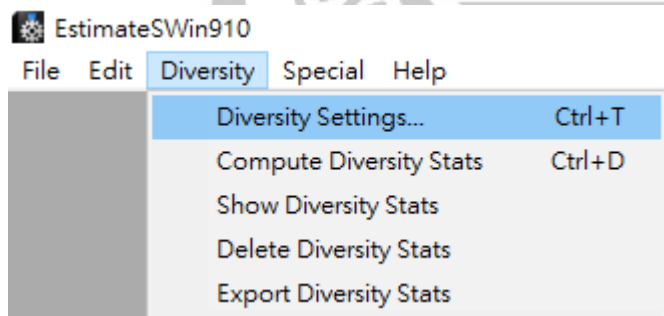 EstimateSWin910
File Edit Diversity Special Help
Diversity Settings... Ctrl+T
Compute Diversity Stats Ctrl+D
Show Diversity Stats
Delete Diversity Stats
Export Diversity Stats